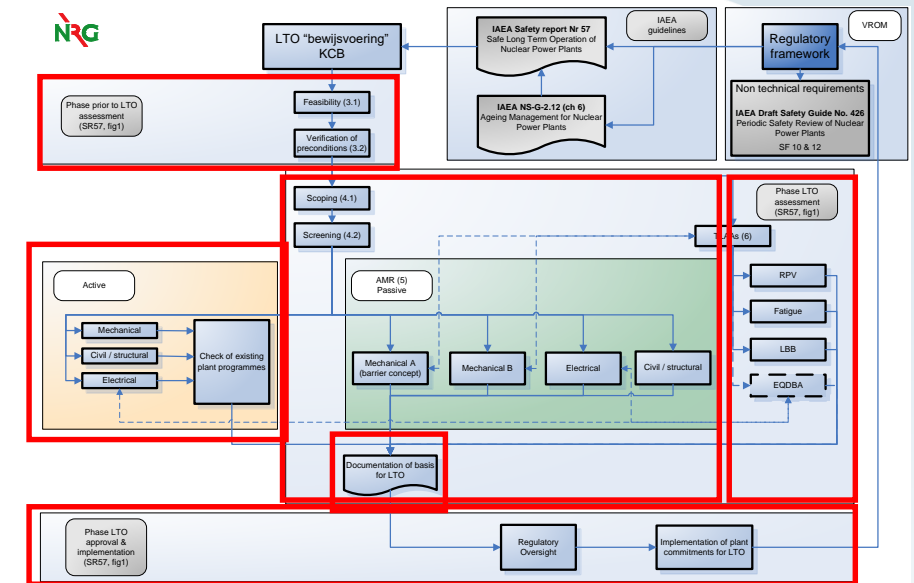 NRG
LTO “bewijsvoering”
KCB
IAEA Safety report Nr 57
Safe Long Term Operation of
Nuclear Power Plants
IAEA
guidelines
VROM
Regulatory
framework
Non technical requirements
IAEA Draft Safety Guide No. 426
Periodic Safety Review of Nuclear
Power Plants
SF 10 & 12
IAEA NS-G-2.12 (ch 6)
Ageing Management for Nuclear
Power Plants
Phase prior to LTO
assessment
(SR57, fig1)
Feasibility (3.1)
Verification of
preconditions (3.2)
Scoping (4.1)
Screening (4.2)
Phase LTO
assessment
(SR57, fig1)
(6)
Active
Mechanical
Civil / structural
Electrical
Check of existing
plant programmes
AMR (5)
Passive
Mechanical A
(barrier concept)
Mechanical B
Electrical
Civil / structural
RPV
Fatigue
LBB
EQDBA
Documentation of basis
for LTO
Phase LTO
approval &
implementation
(SR57, fig1)
Regulatory
Oversight
Implementation of plant
commitments for LTO